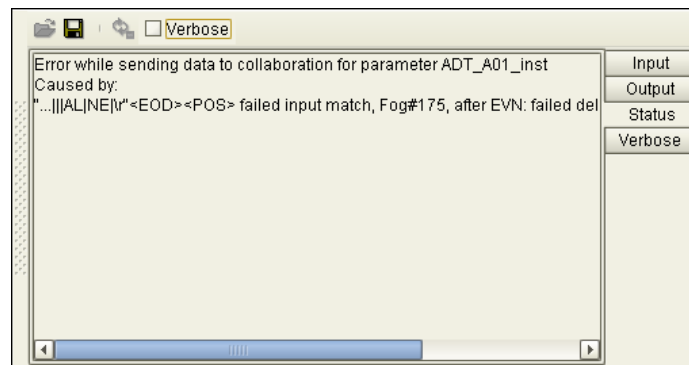 Verbose
Error while sending data to collaboration for parameter ADT_A01_inst
Caused by:
"...|||AL|NE|\r"<EOD><POS> failed input match, Fog#175, after EVN: failed del
Input
Output
Status
Verbose